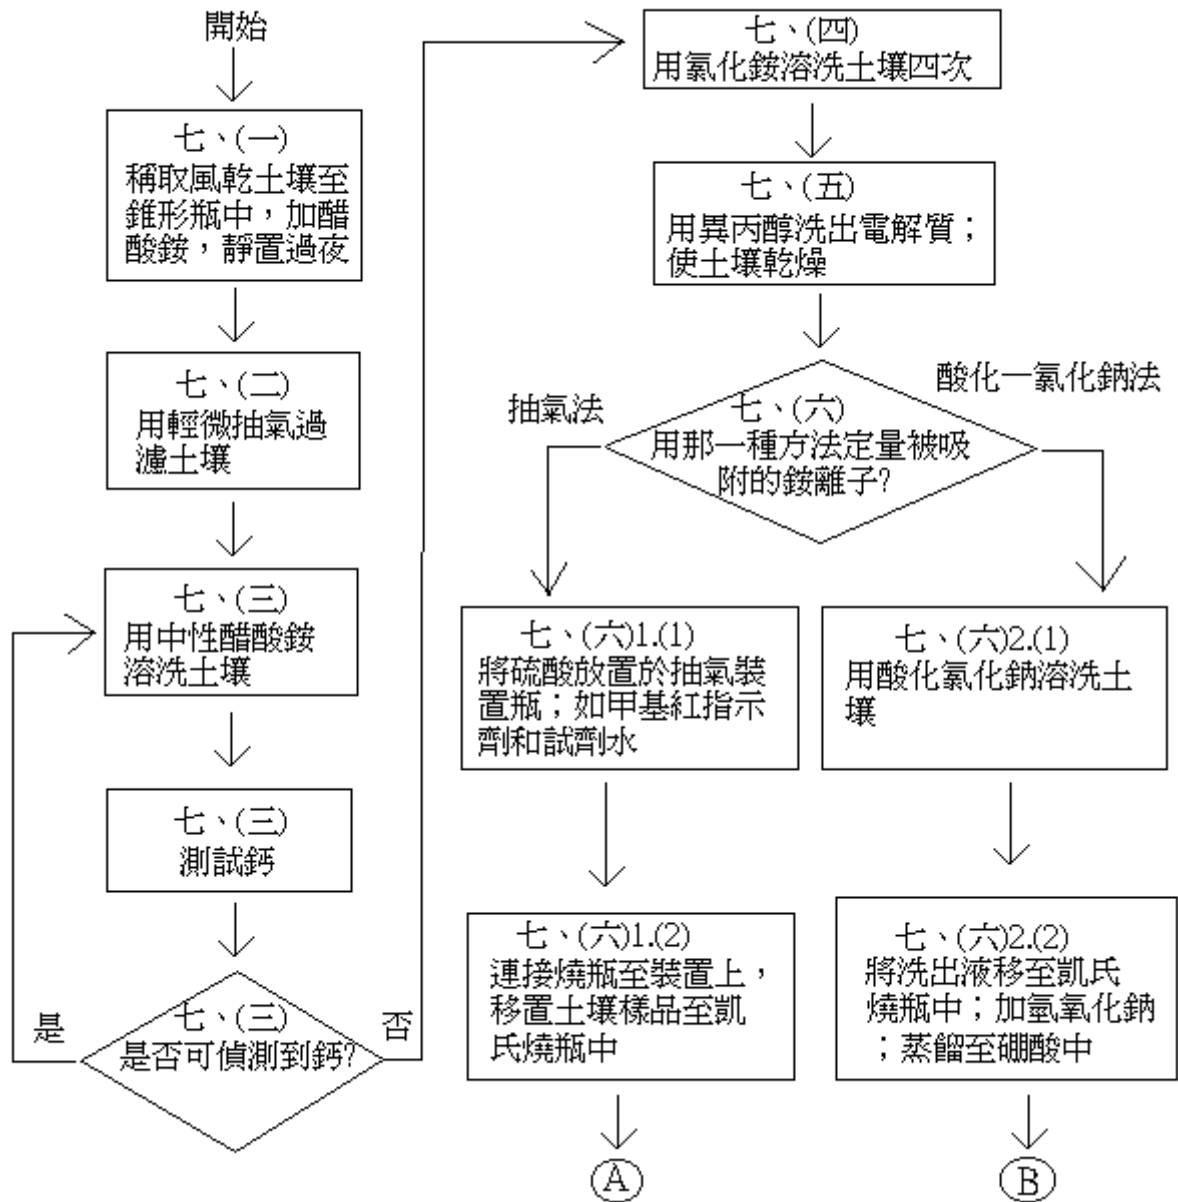 開始
七、(一)
稱取風乾土壤至
錐形瓶中，加醋
酸銨，靜置過夜
七、(二)
用輕微抽氣過
濾土壤
七、(三)
用中性醋酸銨
溶洗土壤
七、(三)
測試鈣
七、(三)
是否可偵測到鈣?
是
否
七、(四)
用氯化銨溶洗土壤四次
七、(五)
用異丙醇洗出電解質；
使土壤乾燥
七、(六)
用那一種方法定量被吸
附的銨離子?
抽氣法
酸化一氯化鈉法
七、(六)1.(1)
將硫酸放置於抽氣裝
置瓶；如甲基紅指示
劑和試劑水
七、(六)1.(2)
連接燒瓶至裝置上，
移置土壤樣品至凱
氏燒瓶中
A
七、(六)2.(1)
用酸化氯化鈉溶洗土
壤
七、(六)2.(2)
將洗出液移至凱氏
燒瓶中；加氫氧化鈉
；蒸餾至硼酸中
B